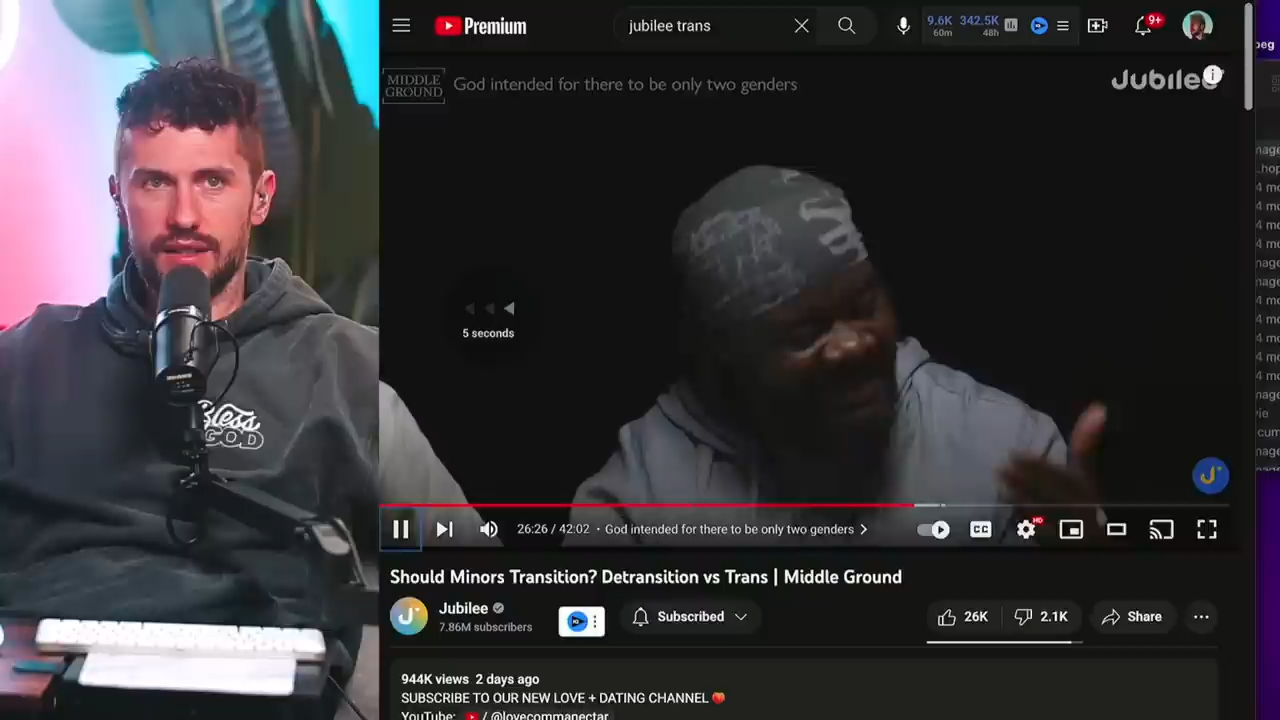 Premium
jubilee trans
9.6K 342.5K
60m 48h
9+
MIDDLE
GROUND
God intended for there to be only two genders
Jubilee
5 seconds
Bless
GOD
26:26 / 42:02 • God intended for there to be only two genders
CC
HD
Should Minors Transition? Detransition vs Trans | Middle Ground
Jubilee
7.86M subscribers
Subscribed
26K
2.1K
Share
944K views 2 days ago
SUBSCRIBE TO OUR NEW LOVE + DATING CHANNEL
YouTube: / @lovecommanectar